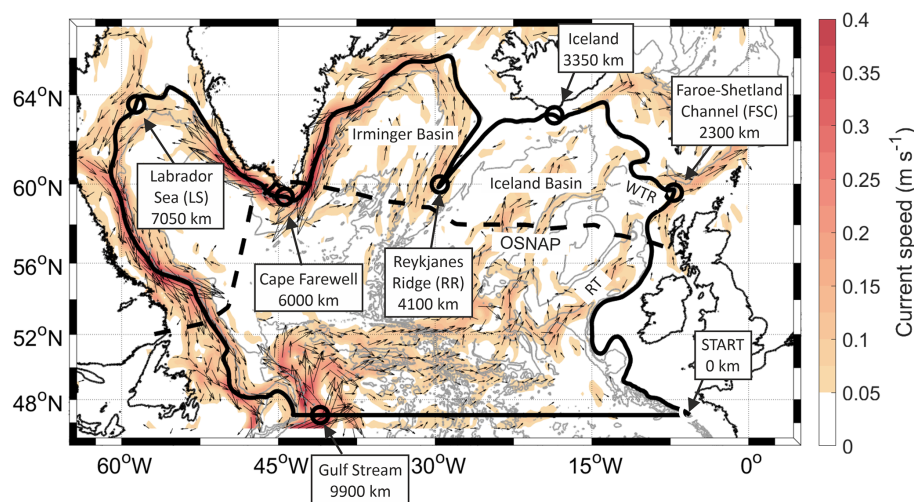 Iceland
3350 km
Faroe-Shetland
Channel (FSC)
2300 km
Irminger Basin
Labrador
Sea (LS)
7050 km
Iceland Basin
WTR
OSNAP
Cape Farewell
6000 km
Reykjanes
Ridge (RR)
4100 km
RT
START
0 km
Gulf Stream
9900 km
64°N
60°N
56°N
52°N
48°N
60°W
45°W
30°W
15°W
0°
0.4
0.35
0.3
0.25
0.2
0.15
0.1
0.05
0
Current speed (m s⁻¹)